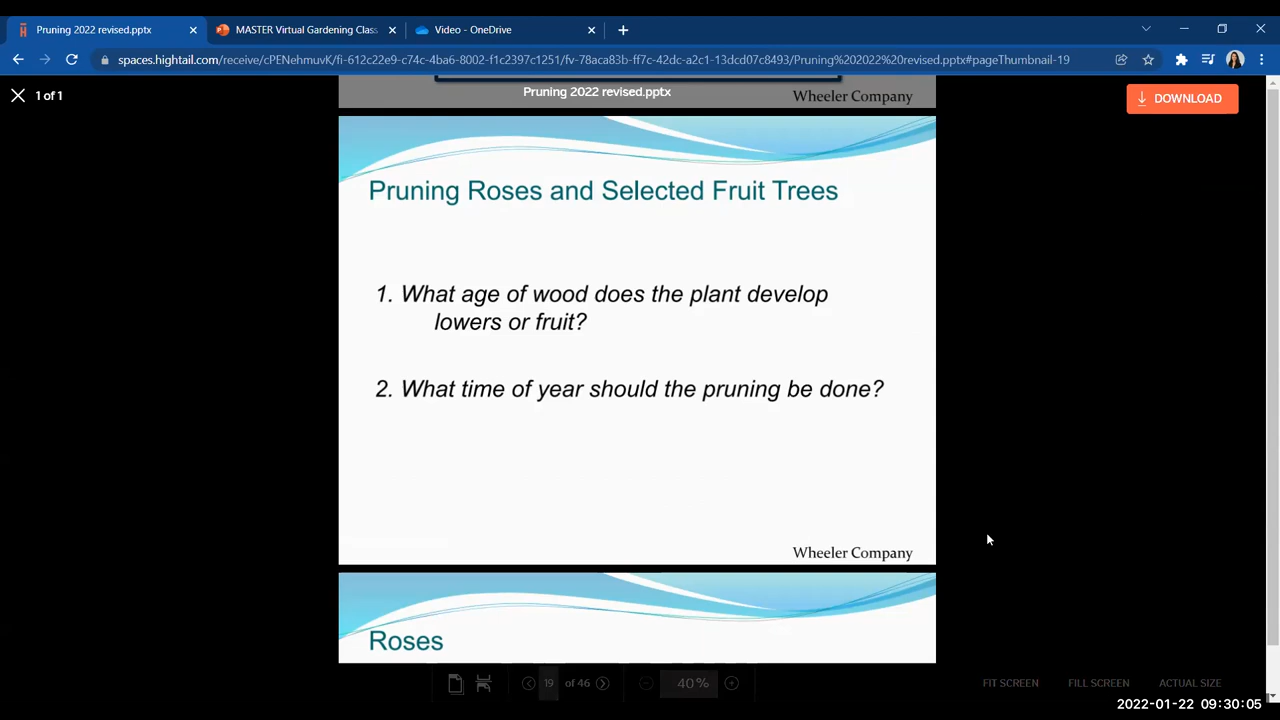 Pruning 2022 revised.pptx
MASTER Virtual Gardening Class
Video - OneDrive
spaces.hightail.com/receive/cPENehmuvK/fi-612c22e9-c74c-4ba6-8002-f1c2397c1251/fv-78aca83b-ff7c-42dc-a2c1-13dcd07c8493/Pruning%202022%20revised.pptx#pageThumbnail-19
1 of 1
Pruning 2022 revised.pptx
Wheeler Company
DOWNLOAD
Pruning Roses and Selected Fruit Trees
1. What age of wood does the plant develop
lowers or fruit?
2. What time of year should the pruning be done?
Wheeler Company
Roses
19 of 46
40%
FIT SCREEN
FILL SCREEN
ACTUAL SIZE
2022-01-22 09:30:05